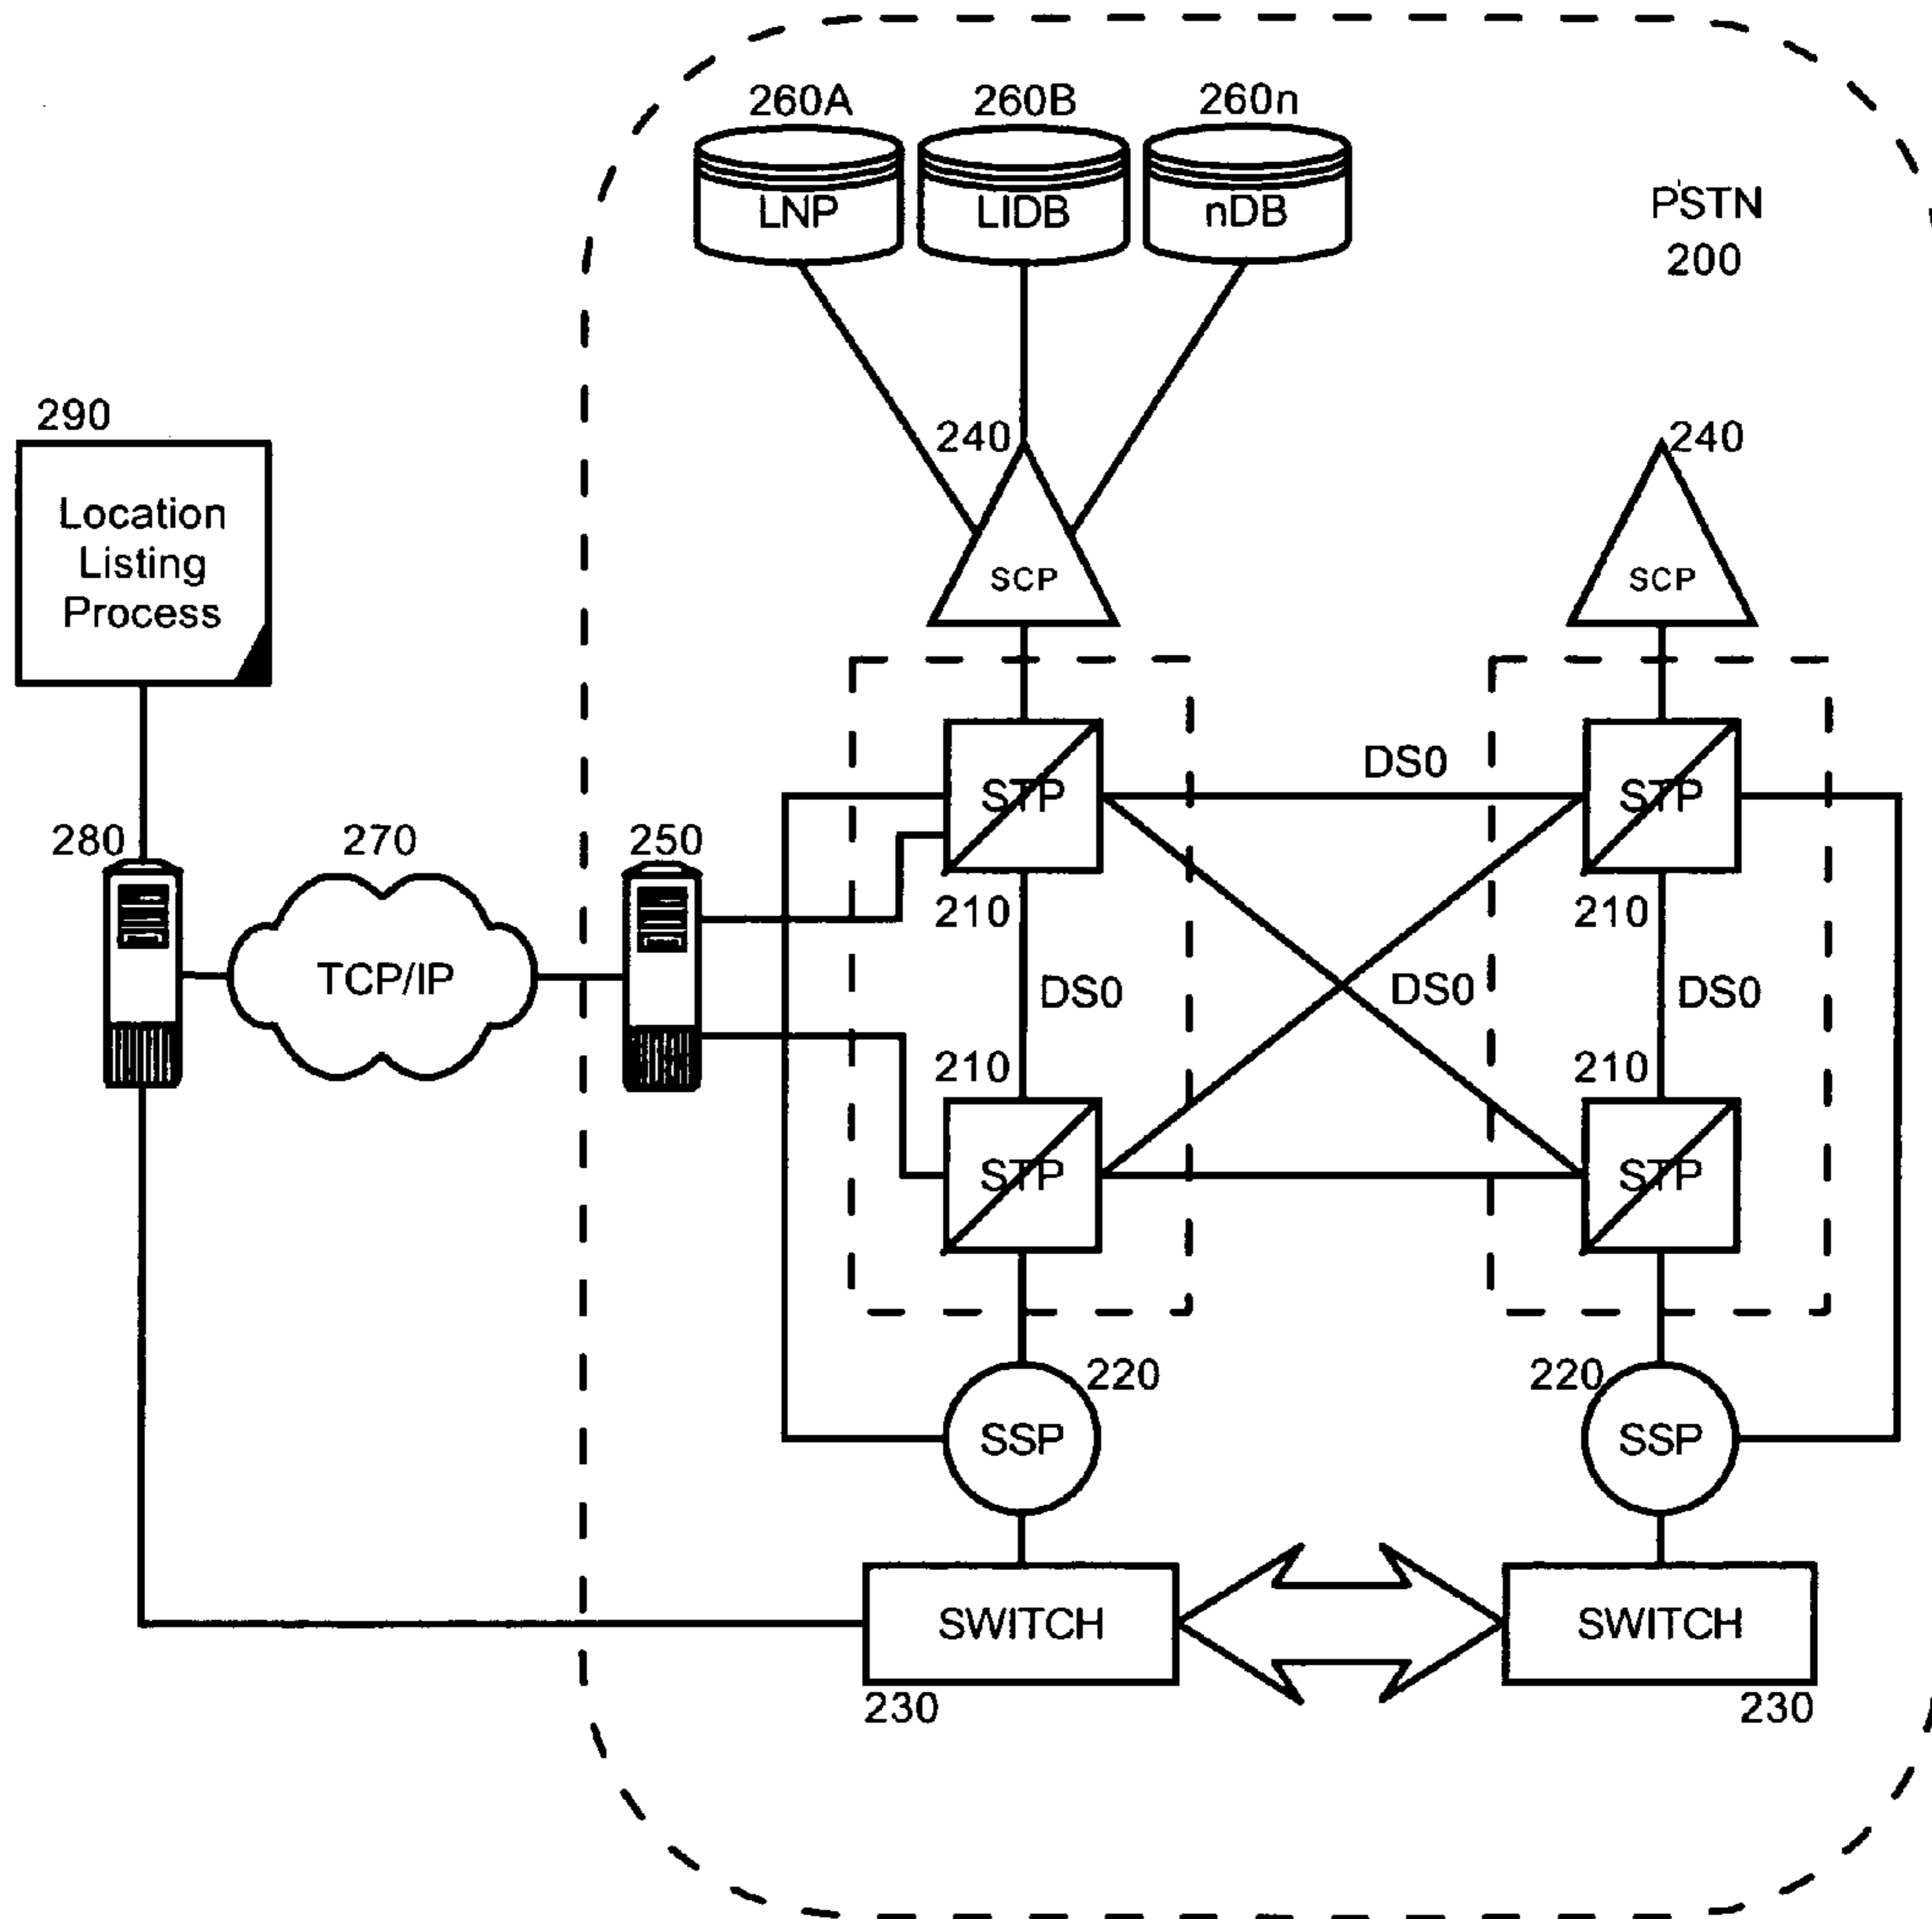 260A 260B 260n
LNP LIDB nDB
PSTN
200
290
Location
Listing
Process
240 240
SCP SCP
DS0
STP STP
280 270 250
210 210
TCP/IP
DS0 DS0 DS0
210 210
STP STP
220 220
SSP SSP
SWITCH SWITCH
230 230